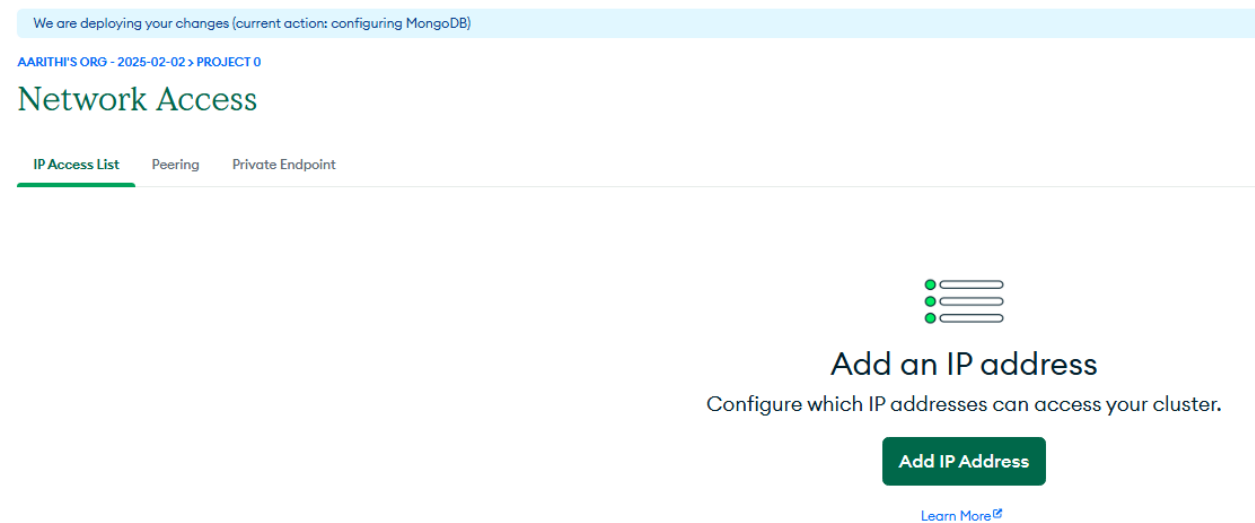 We are deploying your changes (current action: configuring MongoDB)
AARITHI'S ORG - 2025-02-02 > PROJECT 0
Network Access
IP Access List Peering Private Endpoint
Add an IP address
Configure which IP addresses can access your cluster.
Add IP Address
Learn More